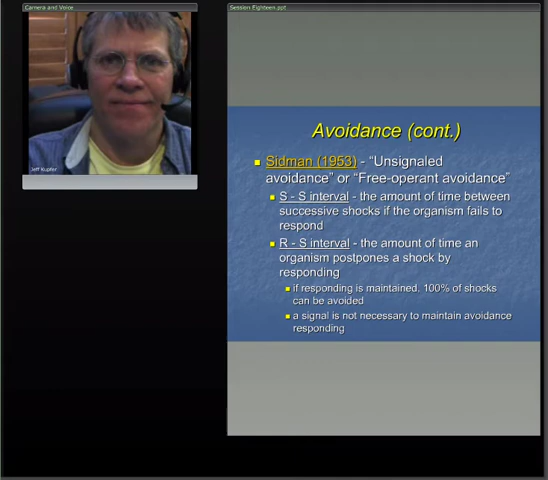 Camera and Voice
Session Eighteen.ppt
Jeff Kupfer
Avoidance (cont.)
Sidman (1953) - “Unsignaled
avoidance” or “Free-operant avoidance”
S - S interval - the amount of time between
successive shocks if the organism fails to
respond
R - S interval - the amount of time an
organism postpones a shock by
responding
if responding is maintained, 100% of shocks
can be avoided
a signal is not necessary to maintain avoidance
responding